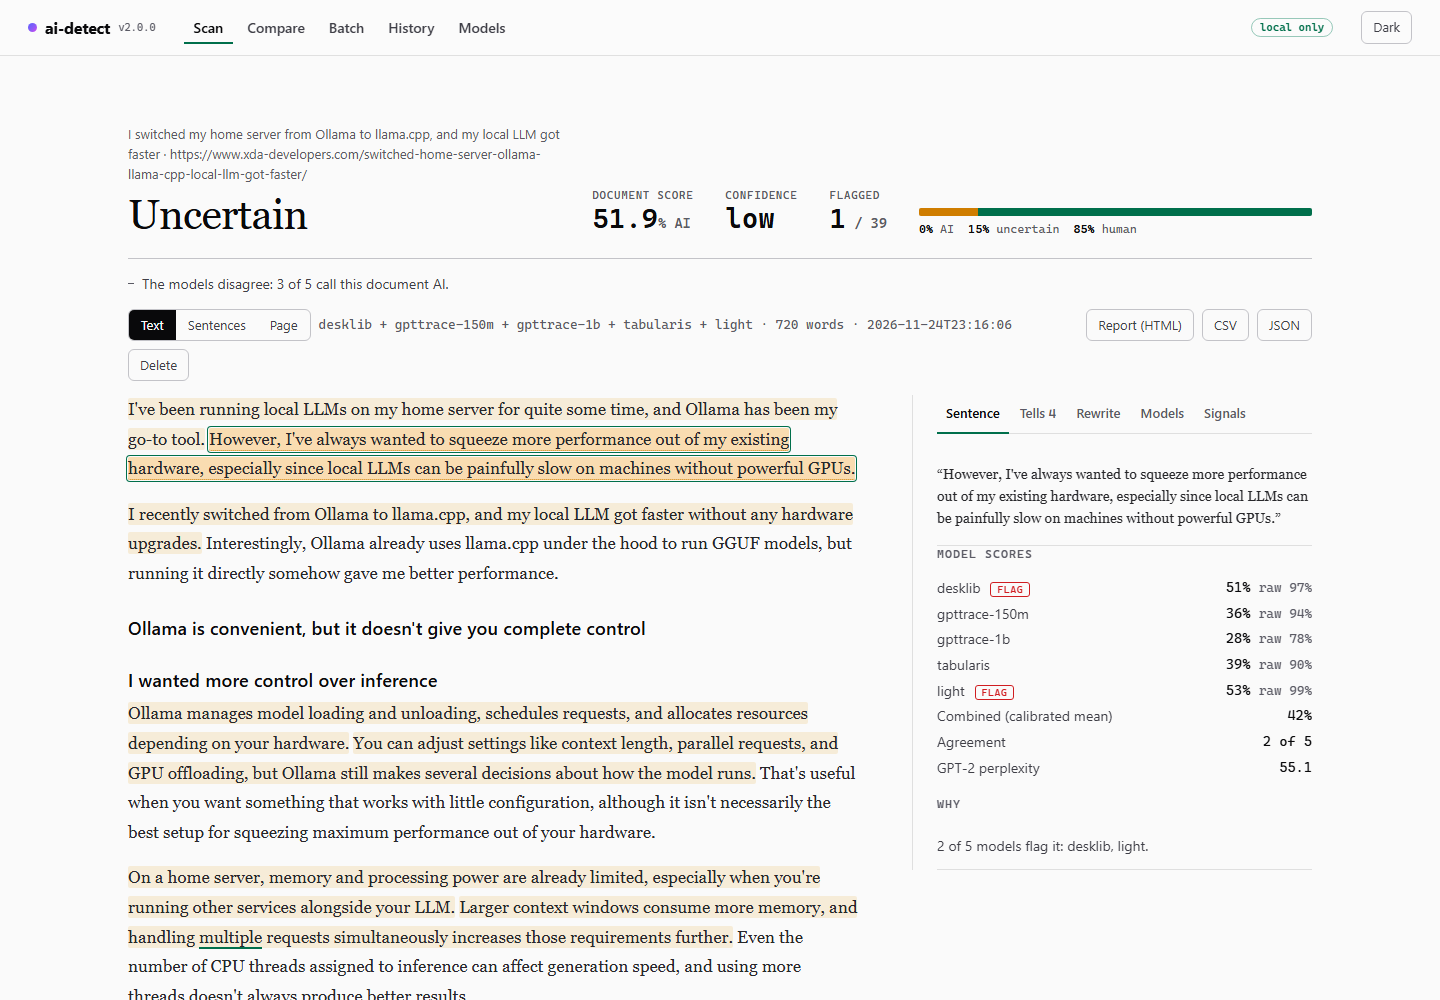 ai-detect v2.0.0 Scan Compare Batch History Models local only Dark
I switched my home server from Ollama to llama.cpp, and my local LLM got
faster · https://www.xda-developers.com/switched-home-server-ollama-
llama-cpp-local-llm-got-faster/
Uncertain
DOCUMENT SCORE CONFIDENCE FLAGGED
51.9% AI low 1 / 39
0% AI 15% uncertain 85% human
– The models disagree: 3 of 5 call this document AI.
Text Sentences Page desklib + gpttrace-150m + gpttrace-1b + tabularis + light · 720 words · 2026-11-24T23:16:06 Report (HTML) CSV JSON
Delete
I've been running local LLMs on my home server for quite some time, and Ollama has been my
go-to tool. However, I've always wanted to squeeze more performance out of my existing
hardware, especially since local LLMs can be painfully slow on machines without powerful GPUs.
I recently switched from Ollama to llama.cpp, and my local LLM got faster without any hardware
upgrades. Interestingly, Ollama already uses llama.cpp under the hood to run GGUF models, but
running it directly somehow gave me better performance.
Ollama is convenient, but it doesn't give you complete control
I wanted more control over inference
Ollama manages model loading and unloading, schedules requests, and allocates resources
depending on your hardware. You can adjust settings like context length, parallel requests, and
GPU offloading, but Ollama still makes several decisions about how the model runs. That's useful
when you want something that works with little configuration, although it isn't necessarily the
best setup for squeezing maximum performance out of your hardware.
On a home server, memory and processing power are already limited, especially when you're
running other services alongside your LLM. Larger context windows consume more memory, and
handling multiple requests simultaneously increases those requirements further. Even the
number of CPU threads assigned to inference can affect generation speed, and using more
threads doesn't always produce better results.
Sentence Tells 4 Rewrite Models Signals
“However, I've always wanted to squeeze more performance
out of my existing hardware, especially since local LLMs can
be painfully slow on machines without powerful GPUs.”
MODEL SCORES
desklib FLAG 51% raw 97%
gpttrace-150m 36% raw 94%
gpttrace-1b 28% raw 78%
tabularis 39% raw 90%
light FLAG 53% raw 99%
Combined (calibrated mean) 42%
Agreement 2 of 5
GPT-2 perplexity 55.1
WHY
2 of 5 models flag it: desklib, light.